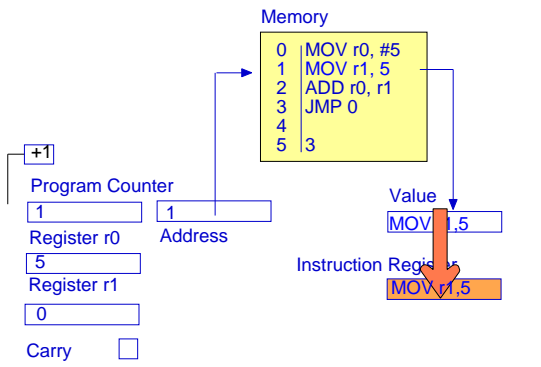 Memory
0 MOV r0, #5
1 MOV r1, 5
2 ADD r0, r1
3 JMP 0
4
5 3
+1
Program Counter
1
1
Address
Register r0
5
Register r1
0
Carry
Value
MOV r1,5
Instruction Register
MOV r1,5